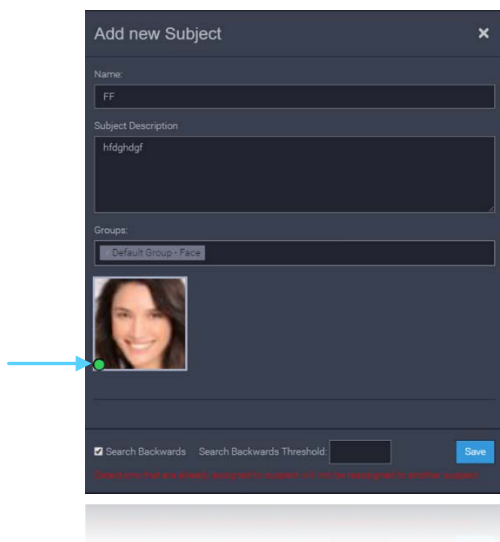 Add new Subject ×
Name:
FF
Subject Description
hfdghdgf
Groups:
× Default Group - Face
Search Backwards Search Backwards Threshold: Save